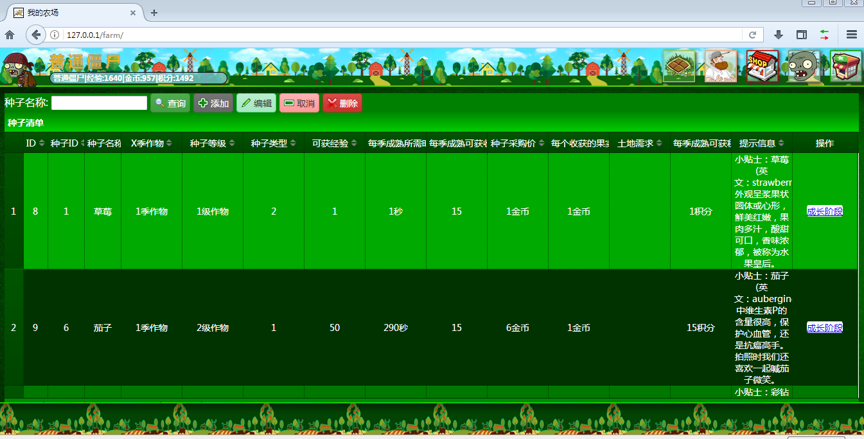 我的农场
127.0.0.1/farm/
普通僵尸
普通僵尸|经验:1640|金币:957|积分:1492
SHOP
种子名称: 查询 添加 编辑 取消 删除
种子清单
ID 种子ID 种子名称 X季作物 种子等级 种子类型 可获经验 每季成熟所需 每季成熟可获 种子采购价 每个收获的果 土地需求 每季成熟可获 提示信息 操作
1 8 1 草莓 1季作物 1级作物 2 1 1秒 15 1金币 1金币 1积分
小贴士：草莓
(英
文：strawberr
外观呈浆果状
圆体或心形，
鲜美红嫩，果
肉多汁，酸甜
可口，香味浓
郁，被称为水
果皇后。
成长阶段
2 9 6 茄子 1季作物 2级作物 1 50 290秒 15 6金币 1金币 15积分
小贴士：茄子
(英
文：aubergin
中维生素P的
含量很高，保
护心血管，还
是抗癌高手。
拍照时我们还
喜欢一起喊茄
子微笑。
成长阶段
小贴士：彩钻